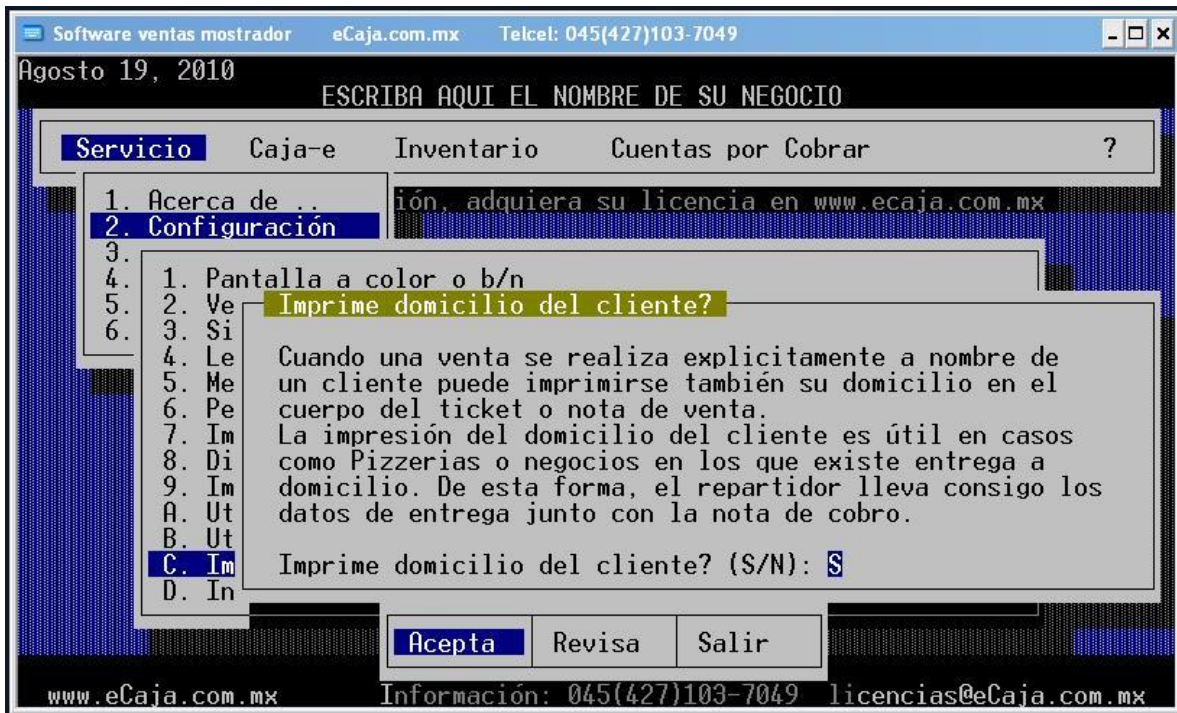 Software ventas mostrador eCaja.com.mx Telcel: 045(427)103-7049
Agosto 19, 2010
ESCRIBA AQUI EL NOMBRE DE SU NEGOCIO
Servicio Caja-e Inventario Cuentas por Cobrar ?
1. Acerca de ..
ión, adquiera su licencia en www.ecaja.com.mx
2. Configuración
3.
4.
5.
6.
1. Pantalla a color o b/n
2. Ve
3. Si
4. Le
5. Me
6. Pe
7. Im
8. Di
9. Im
A. Ut
B. Ut
C. Im
D. In
Imprime domicilio del cliente?
Cuando una venta se realiza explicitamente a nombre de
un cliente puede imprimirse también su domicilio en el
cuerpo del ticket o nota de venta.
La impresión del domicilio del cliente es útil en casos
como Pizzerias o negocios en los que existe entrega a
domicilio. De esta forma, el repartidor lleva consigo los
datos de entrega junto con la nota de cobro.
Imprime domicilio del cliente? (S/N): S
Acepta Revisa Salir
www.eCaja.com.mx Información: 045(427)103-7049 licencias@eCaja.com.mx